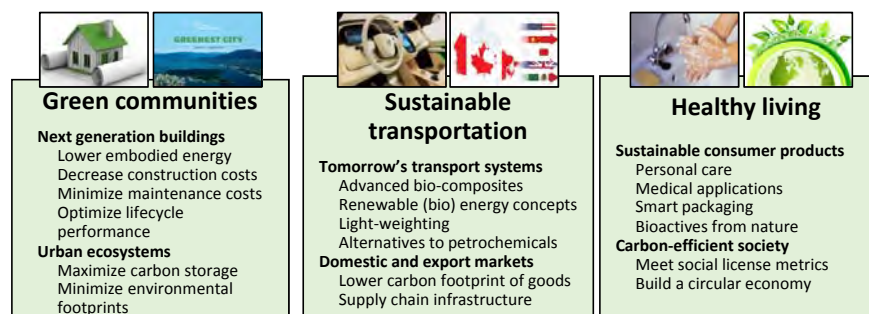 GREENEST CITY
Green communities
Next generation buildings
Lower embodied energy
Decrease construction costs
Minimize maintenance costs
Optimize lifecycle
performance
Urban ecosystems
Maximize carbon storage
Minimize environmental
footprints
Sustainable
transportation
Tomorrow's transport systems
Advanced bio-composites
Renewable (bio) energy concepts
Light-weighting
Alternatives to petrochemicals
Domestic and export markets
Lower carbon footprint of goods
Supply chain infrastructure
Healthy living
Sustainable consumer products
Personal care
Medical applications
Smart packaging
Bioactives from nature
Carbon-efficient society
Meet social license metrics
Build a circular economy